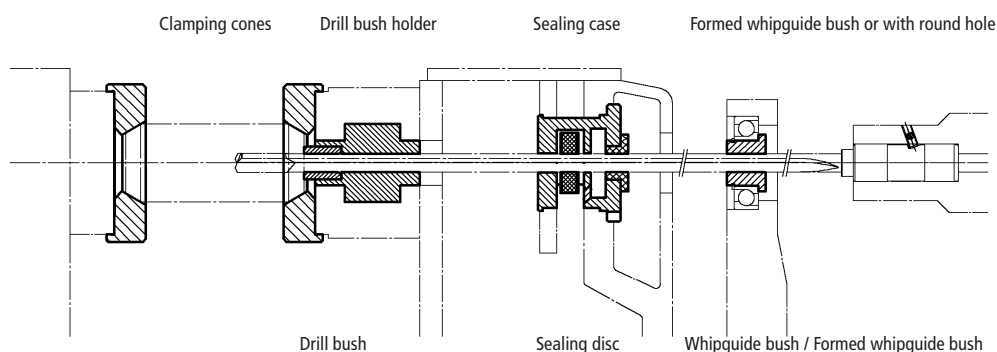 Clamping cones Drill bush holder Sealing case Formed whipguide bush or with round hole
Drill bush Sealing disc Whipguide bush / Formed whipguide bush